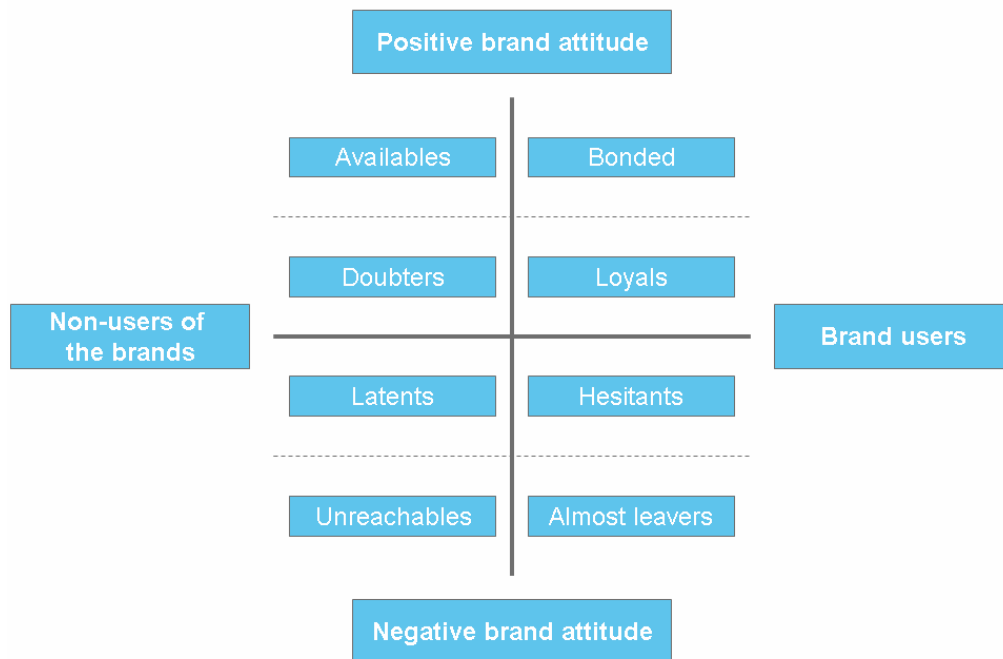 Positive brand attitude
Availables
Bonded
Doubters
Loyals
Non-users of
the brands
Brand users
Latents
Hesitants
Unreachables
Almost leavers
Negative brand attitude